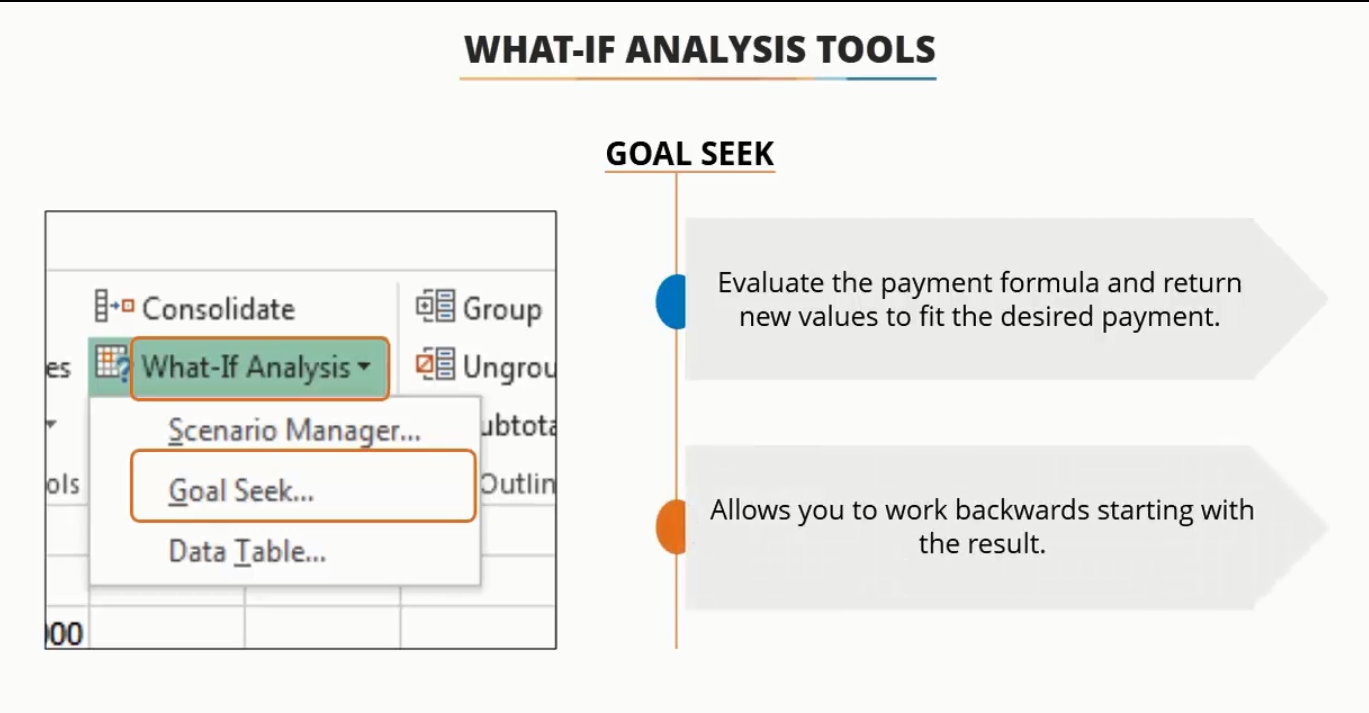 WHAT-IF ANALYSIS TOOLS
GOAL SEEK
Consolidate
Group
es
What-If Analysis
Ungrou
Scenario Manager...
ubtota
ols
Goal Seek...
Outlin
Data Table...
000
Evaluate the payment formula and return
new values to fit the desired payment.
Allows you to work backwards starting with
the result.